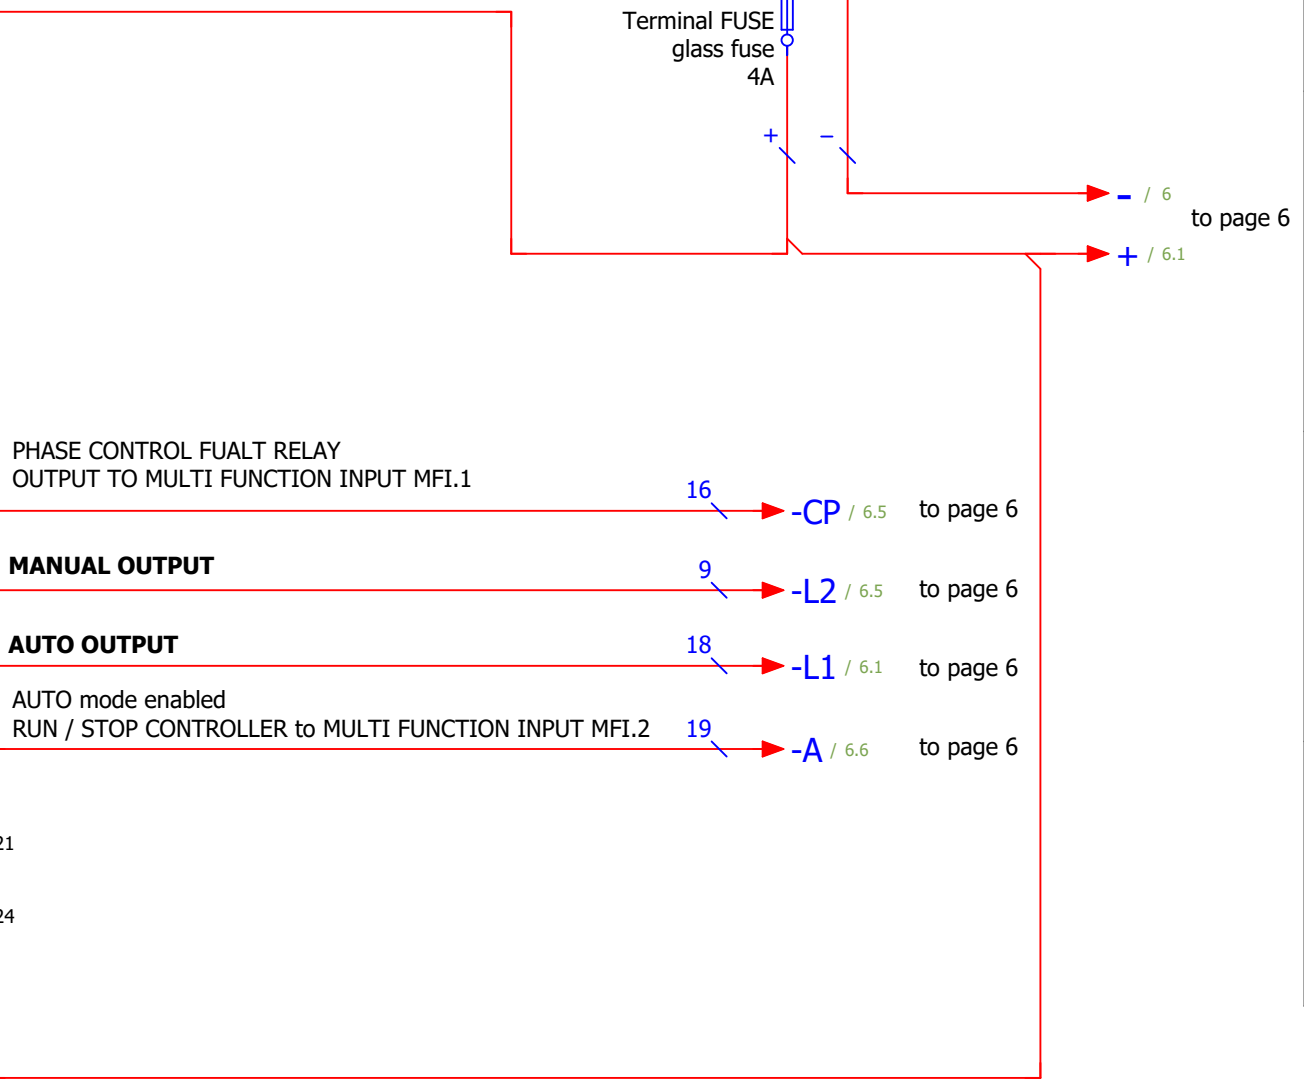 Terminal FUSE
glass fuse
4A
+ −
- / 6
to page 6
+ / 6.1
PHASE CONTROL FUALT RELAY
OUTPUT TO MULTI FUNCTION INPUT MFI.1
16
-CP / 6.5 to page 6
MANUAL OUTPUT
9
-L2 / 6.5 to page 6
AUTO OUTPUT
18
-L1 / 6.1 to page 6
AUTO mode enabled
RUN / STOP CONTROLLER to MULTI FUNCTION INPUT MFI.2
19
-A / 6.6 to page 6
21
24